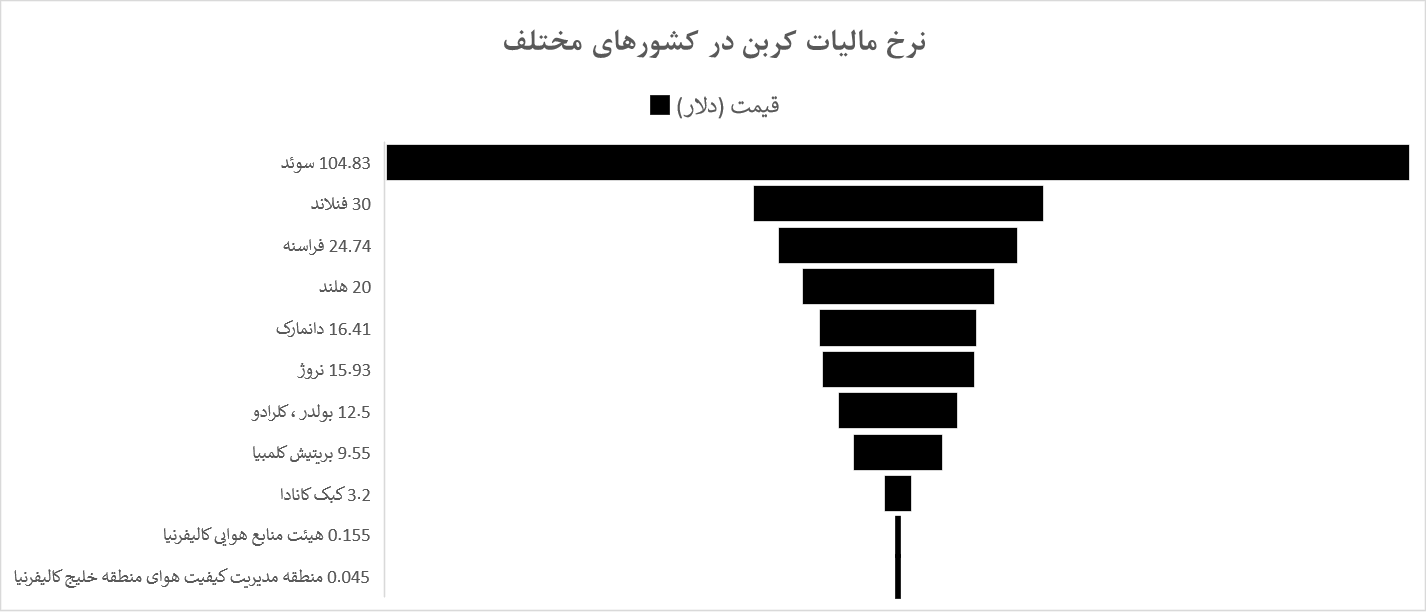 نرخ مالیات کربن در کشورهای مختلف
قیمت (دلار)
104.83 سوئد
30 فنلاند
24.74 فراسنه
20 هلند
16.41 دانمارک
15.93 نروژ
12.5 بولدر ، کلرادو
9.55 بریتیش کلمبیا
3.2 کبک کانادا
0.155 هیئت منابع هوایی کالیفرنیا
0.045 منطقه مدیریت کیفیت هوای منطقه خلیج کالیفرنیا